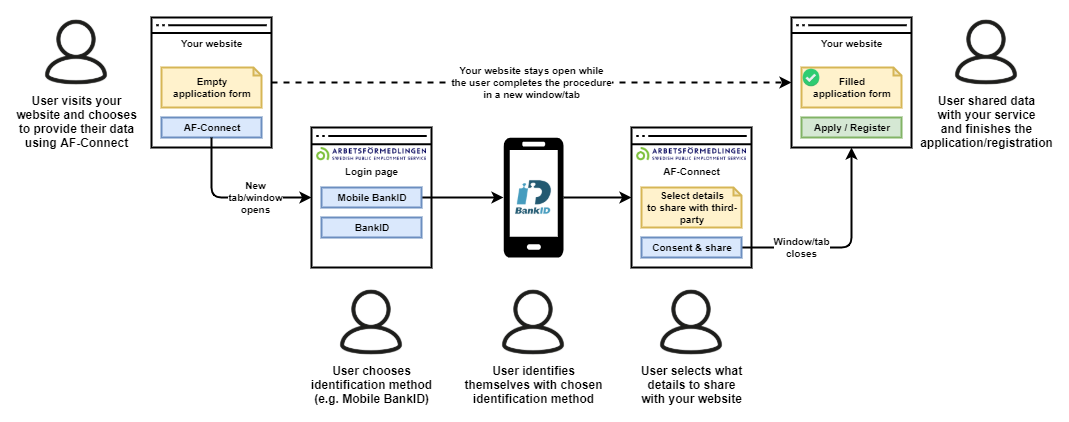 Your website
Empty
application form
AF-Connect
User visits your
website and chooses
to provide their data
using AF-Connect
Your website stays open while
the user completes the procedure
in a new window/tab
Your website
Filled
application form
Apply / Register
User shared data
with your service
and finishes the
application/registration
New
tab/window
opens
ARBETSFÖRMEDLINGEN
SWEDISH PUBLIC EMPLOYMENT SERVICE
Login page
Mobile BankID
BankID
BankID
ARBETSFÖRMEDLINGEN
SWEDISH PUBLIC EMPLOYMENT SERVICE
AF-Connect
Select details
to share with third-
party
Consent & share
Window/tab
closes
User chooses
identification method
(e.g. Mobile BankID)
User identifies
themselves with chosen
identification method
User selects what
details to share
with your website